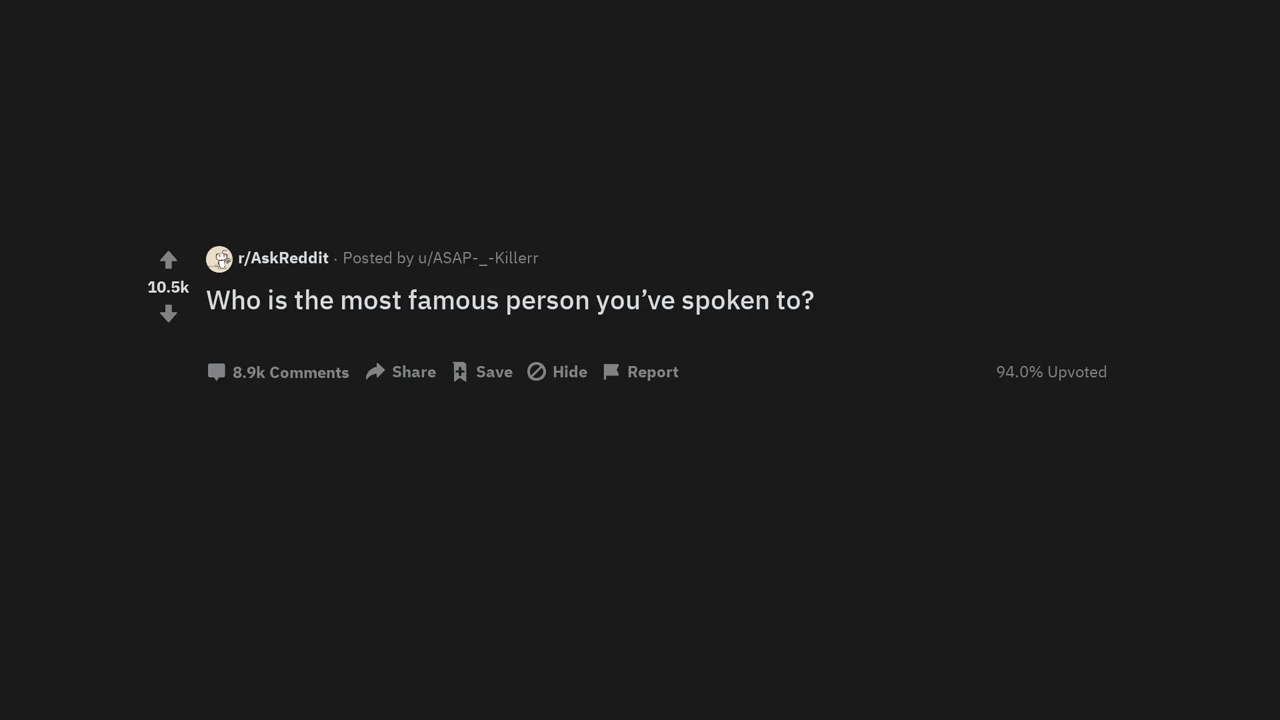 r/AskReddit · Posted by u/ASAP-_-Killerr
10.5k
Who is the most famous person you’ve spoken to?
8.9k Comments Share Save Hide Report 94.0% Upvoted